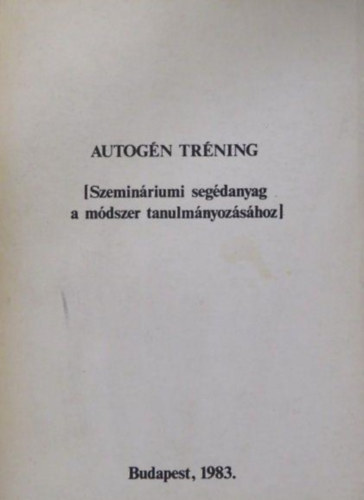 AUTOGÉN TRÉNING
[Szemináriumi segédanyag
a módszer tanulmányozásához]
Budapest, 1983.